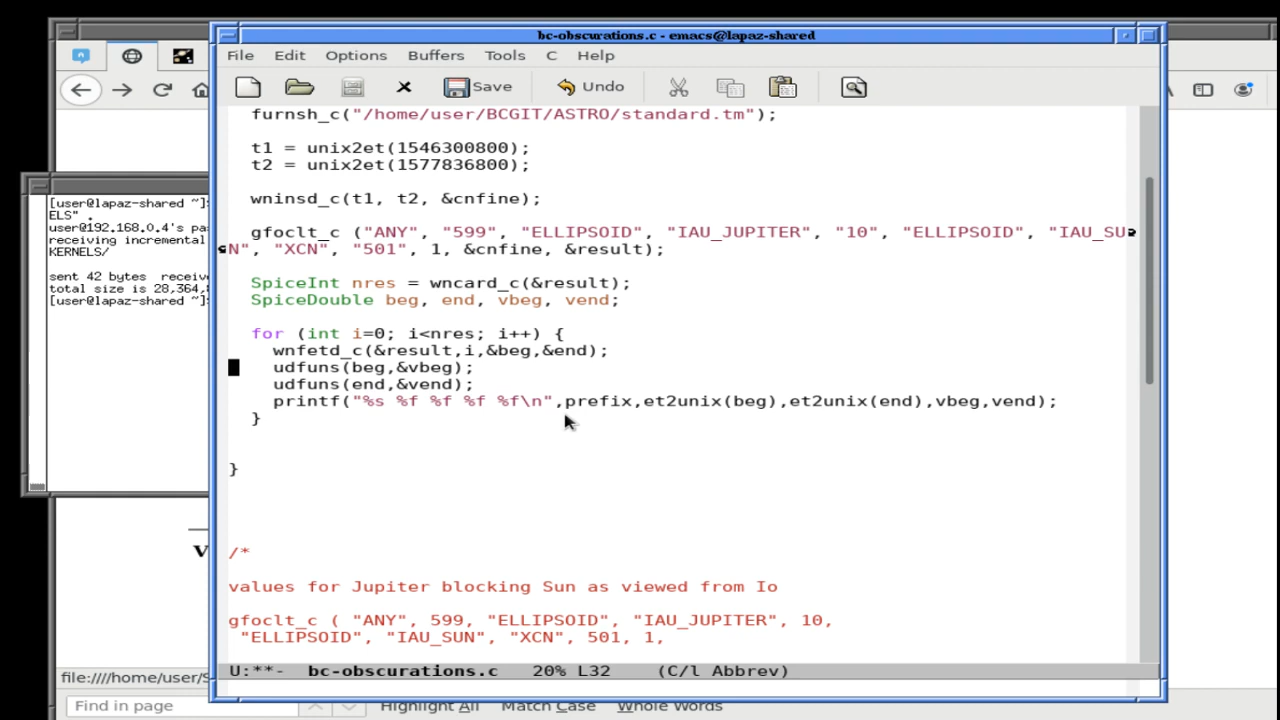 bc-obscurations.c - emacs@lapaz-shared
File Edit Options Buffers Tools C Help
Save Undo
furnsh_c("/home/user/BCGIT/ASTRO/standard.tm");
t1 = unix2et(1546300800);
t2 = unix2et(1577836800);
wninsd_c(t1, t2, &cnfine);
gfoclt_c ("ANY", "599", "ELLIPSOID", "IAU_JUPITER", "10", "ELLIPSOID", "IAU_SU
N", "XCN", "501", 1, &cnfine, &result);
SpiceInt nres = wncard_c(&result);
SpiceDouble beg, end, vbeg, vend;
for (int i=0; i<nres; i++) {
wnfetd_c(&result,i,&beg,&end);
udfuns(beg,&vbeg);
udfuns(end,&vend);
printf("%s %f %f %f %f\n",prefix,et2unix(beg),et2unix(end),vbeg,vend);
}
}
/*
values for Jupiter blocking Sun as viewed from Io
gfoclt_c ( "ANY", 599, "ELLIPSOID", "IAU_JUPITER", 10,
"ELLIPSOID", "IAU_SUN", "XCN", 501, 1,
U:**- bc-obscurations.c 20% L32 (C/l Abbrev)
[user@lapaz-shared ~]
ELS" .
user@192.168.0.4's pa
receiving incremental
KERNELS/
sent 42 bytes receiv
total size is 28,364,
[user@lapaz-shared ~]
V
file:////home/user/S
Find in page Highlight All Match Case Whole Words